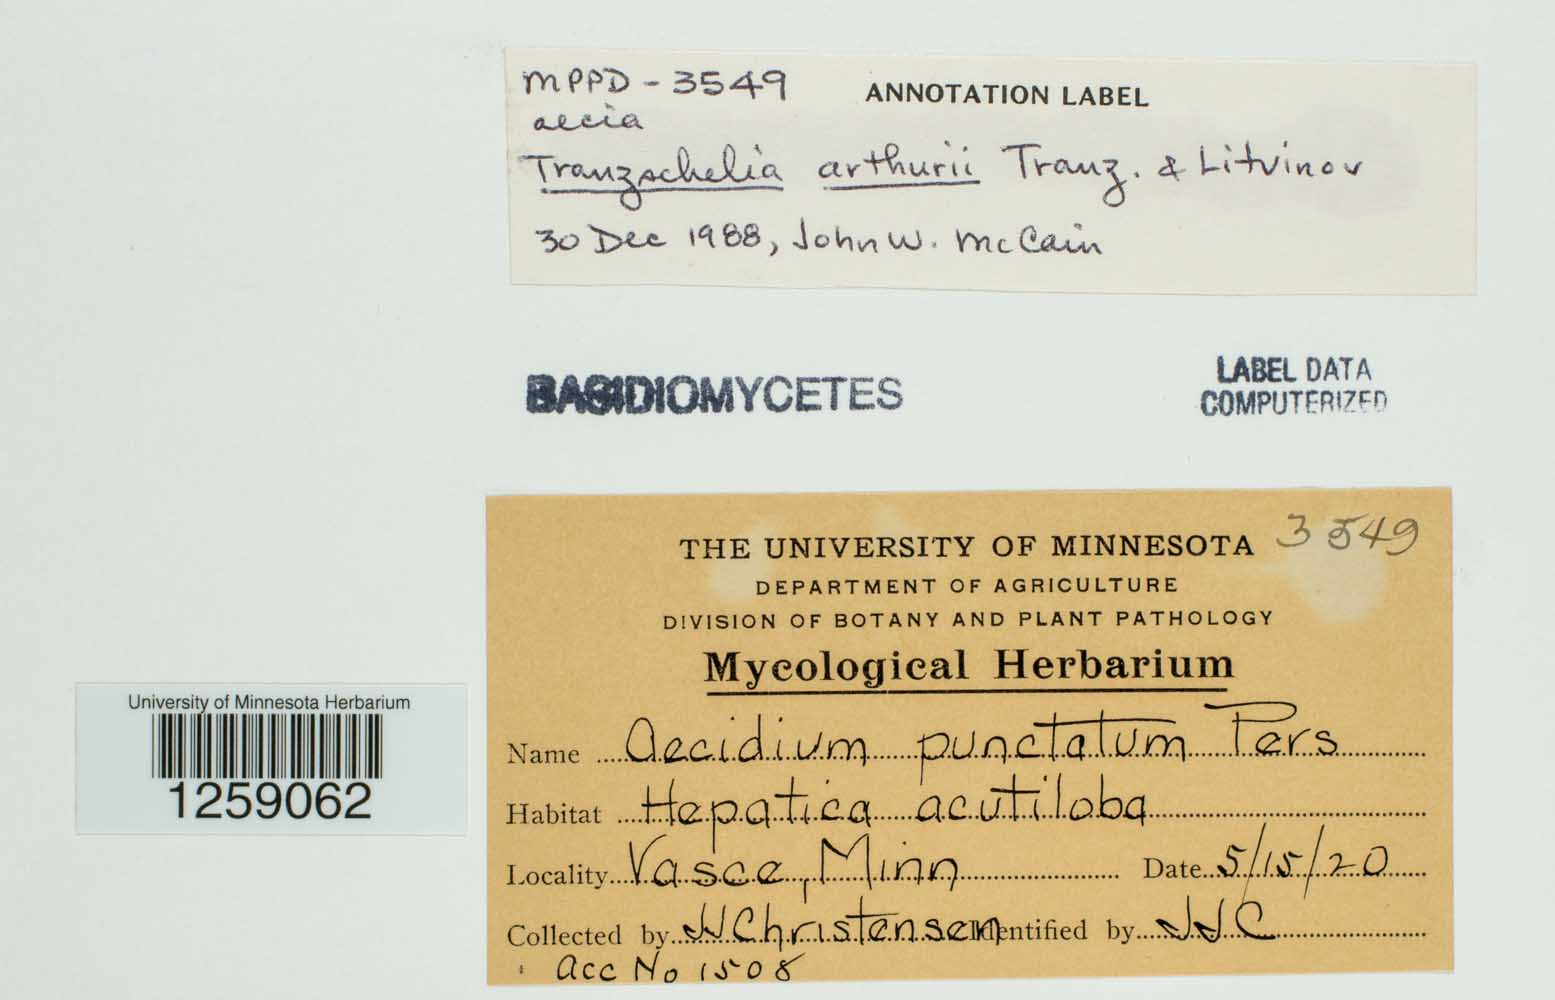 MPPD - 3549
ANNOTATION LABEL
aecia
Tranzschelia arthurii Tranz. & Litvinov
30 Dec 1988, John W. McCain
BASIDIOMYCETES
LABEL DATA
COMPUTERIZED
THE UNIVERSITY OF MINNESOTA 3549
DEPARTMENT OF AGRICULTURE
DIVISION OF BOTANY AND PLANT PATHOLOGY
Mycological Herbarium
Name Aecidium punctatum Pers
Habitat Hepatica acutiloba
Locality Vasce, Minn Date 5/15/20
Collected by JJChristensen Identified by JJC
Acc No 1508
University of Minnesota Herbarium
1259062